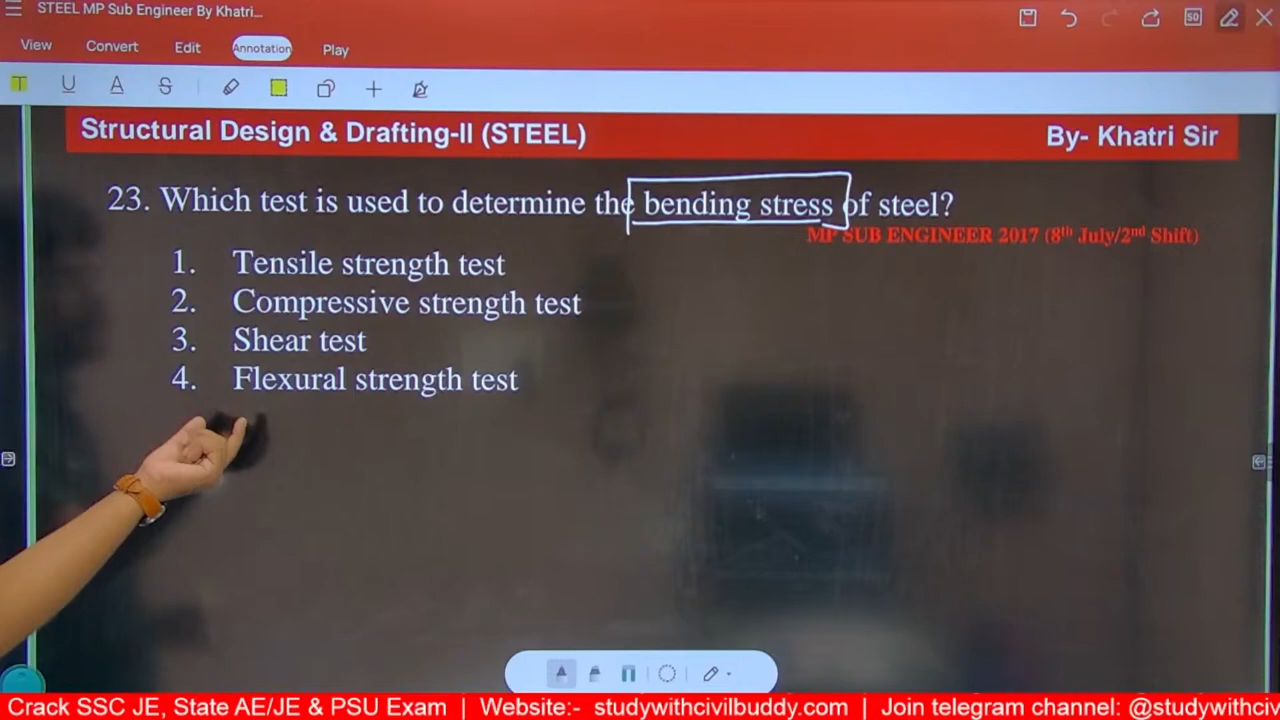 STEEL MP Sub Engineer By Khatri...
View Convert Edit Annotation Play
50
T U A S
Structural Design & Drafting-II (STEEL) By- Khatri Sir
23. Which test is used to determine the bending stress of steel?
MP SUB ENGINEER 2017 (8th July/2nd Shift)
1. Tensile strength test
2. Compressive strength test
3. Shear test
4. Flexural strength test
Crack SSC JE, State AE/JE & PSU Exam | Website:- studywithcivilbuddy.com | Join telegram channel: @studywithci